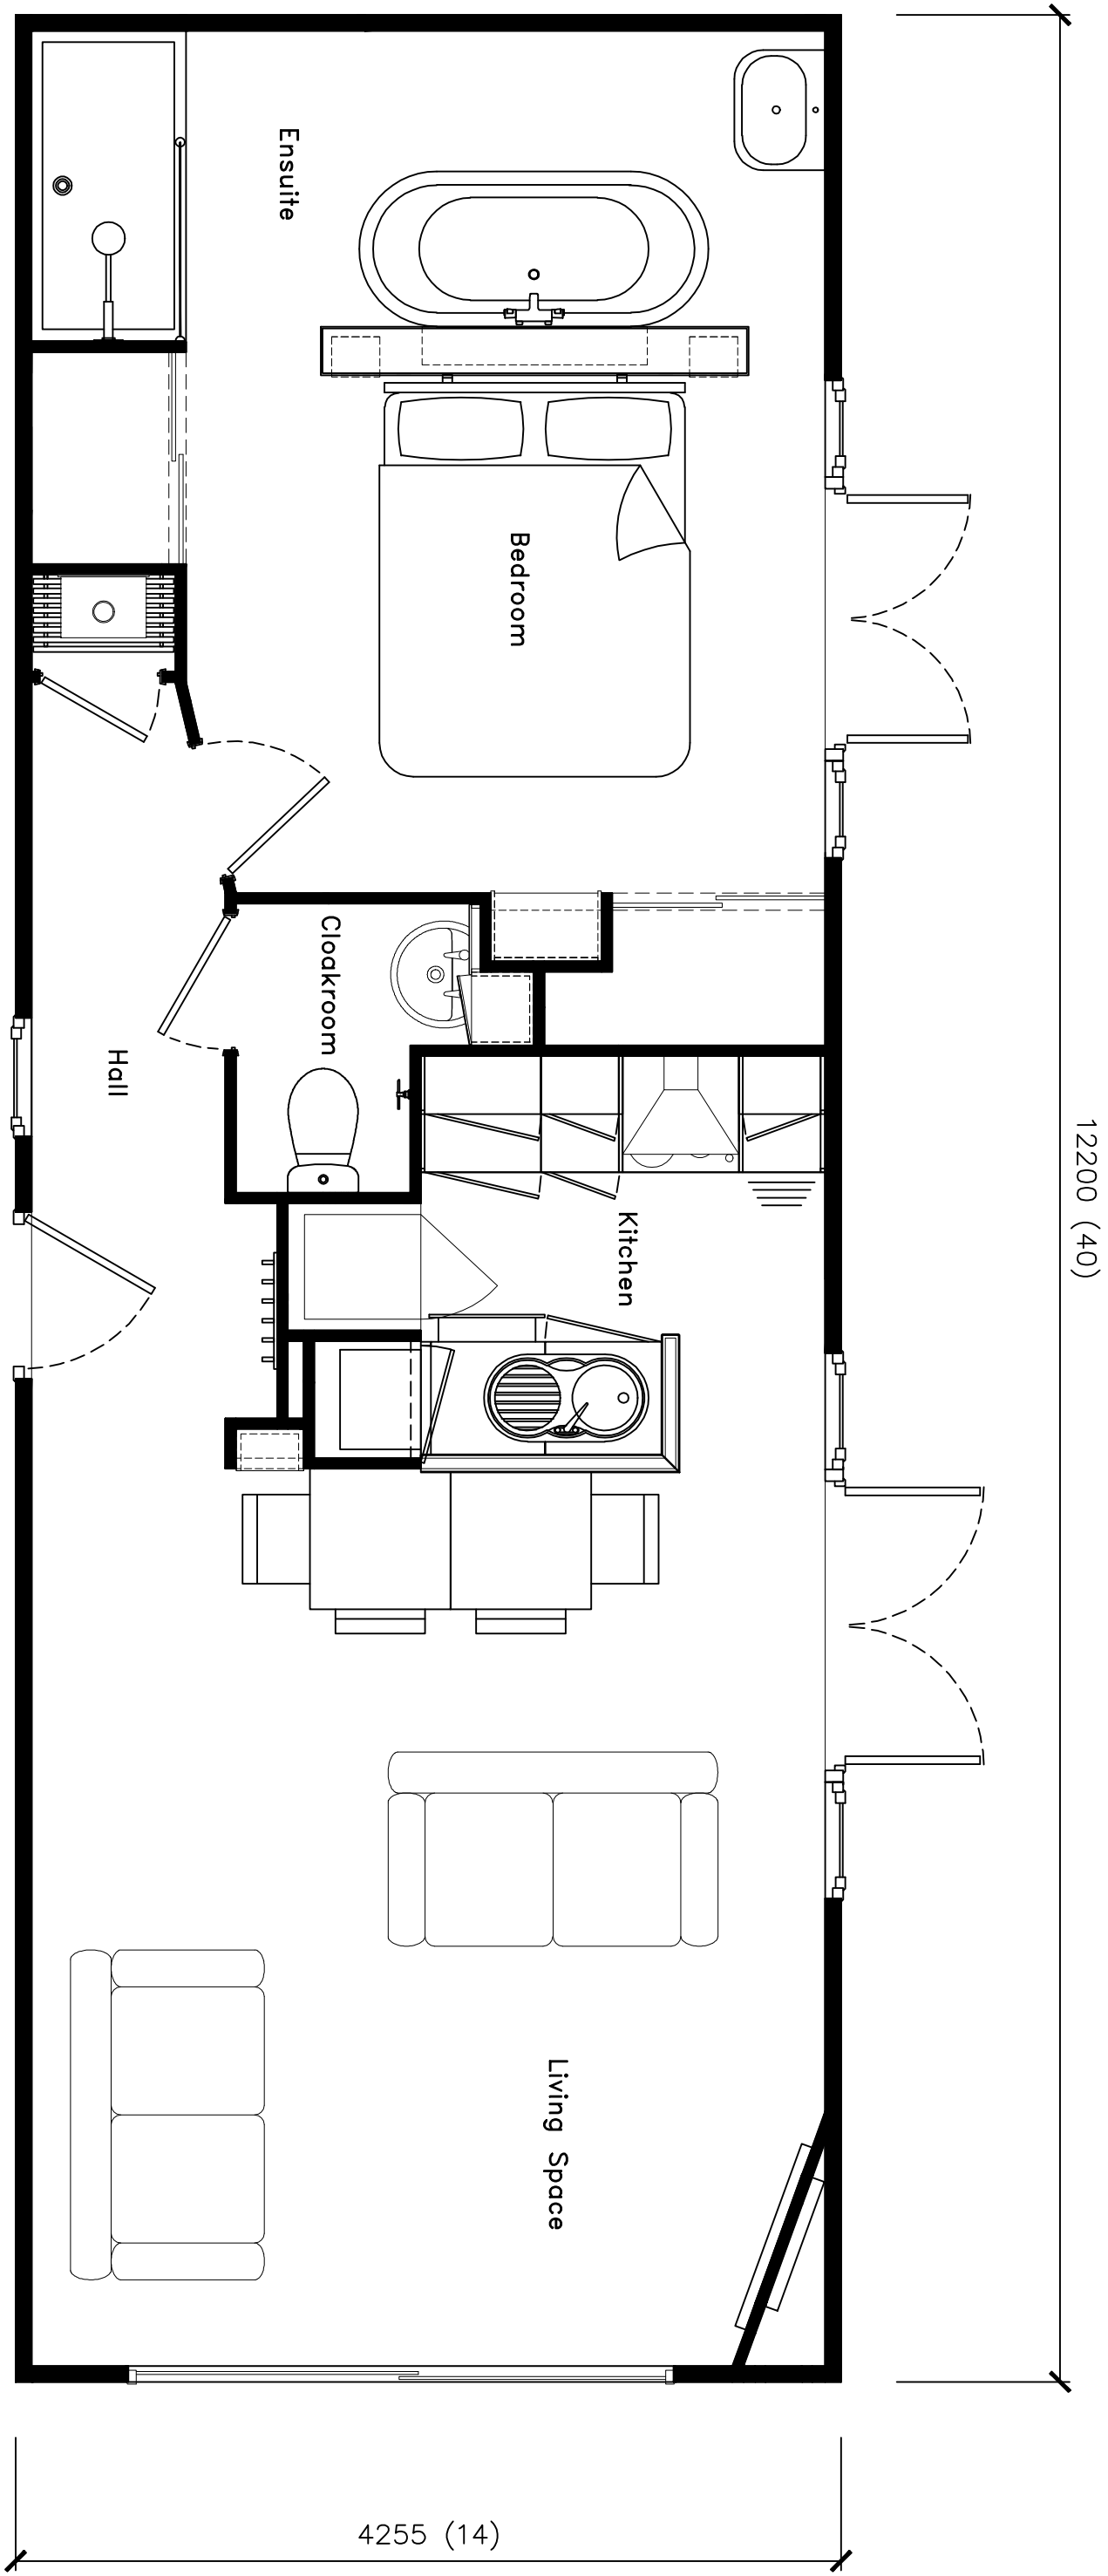 Ensuite
Bedroom
Cloakroom
Hall
Kitchen
Living Space
12200 (40)
4255 (14)